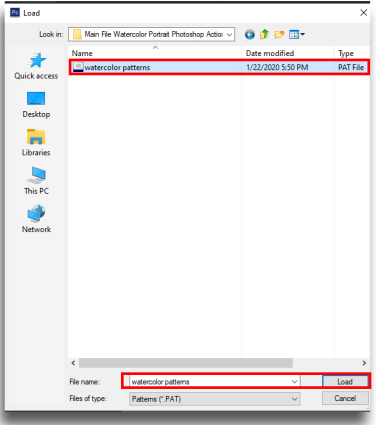 Ps Load
Look in: Main File Watercolor Portrait Photoshop Action
Name Date modified Type
watercolor patterns 1/22/2020 5:50 PM PAT File
Quick access
Desktop
Libraries
This PC
Network
File name: watercolor patterns Load
Files of type: Patterns (*.PAT) Cancel